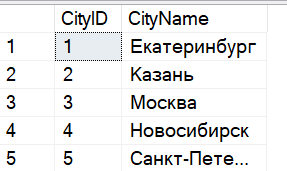 CityID CityName
1 1 Екатеринбург
2 2 Казань
3 3 Москва
4 4 Новосибирск
5 5 Санкт-Пете...